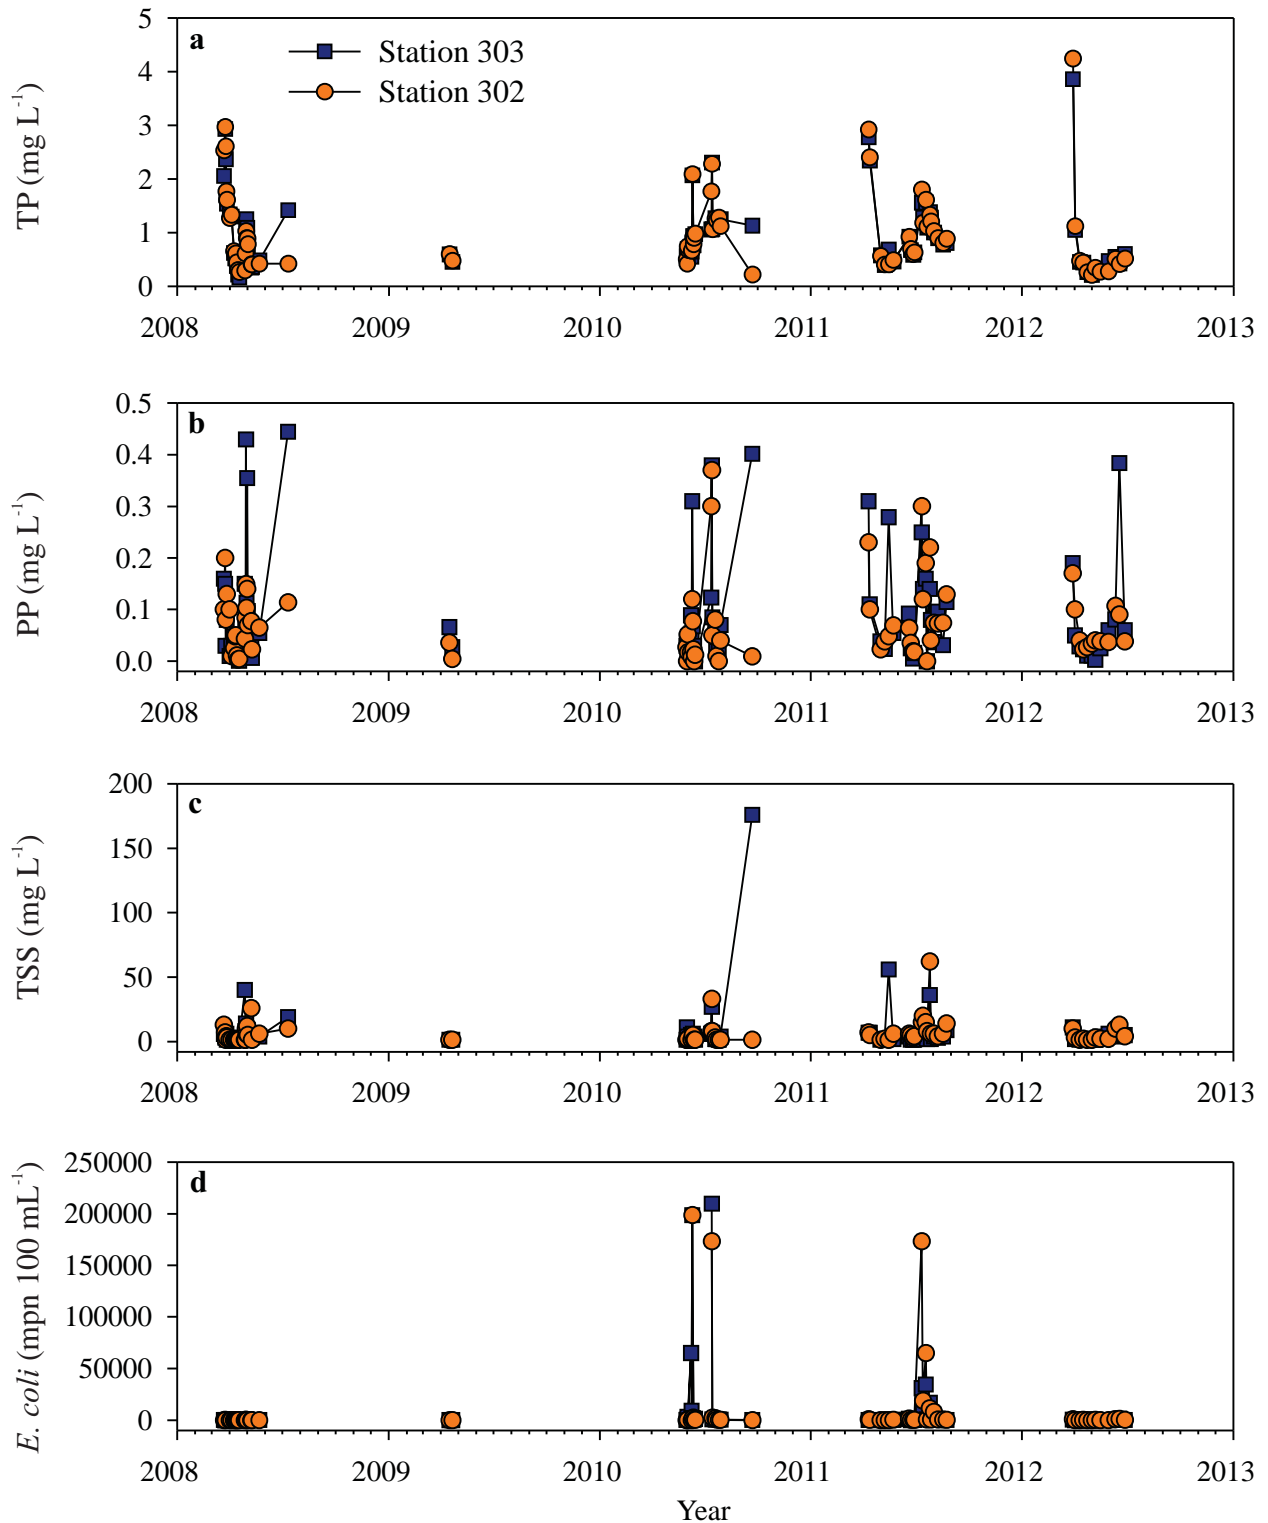 TP (mg L⁻¹)
a
Station 303
Station 302
5
4
3
2
1
0
2008 2009 2010 2011 2012 2013
PP (mg L⁻¹)
b
0.5
0.4
0.3
0.2
0.1
0.0
2008 2009 2010 2011 2012 2013
TSS (mg L⁻¹)
c
200
150
100
50
0
2008 2009 2010 2011 2012 2013
E. coli (mpn 100 mL⁻¹)
d
250000
200000
150000
100000
50000
0
2008 2009 2010 2011 2012 2013
Year